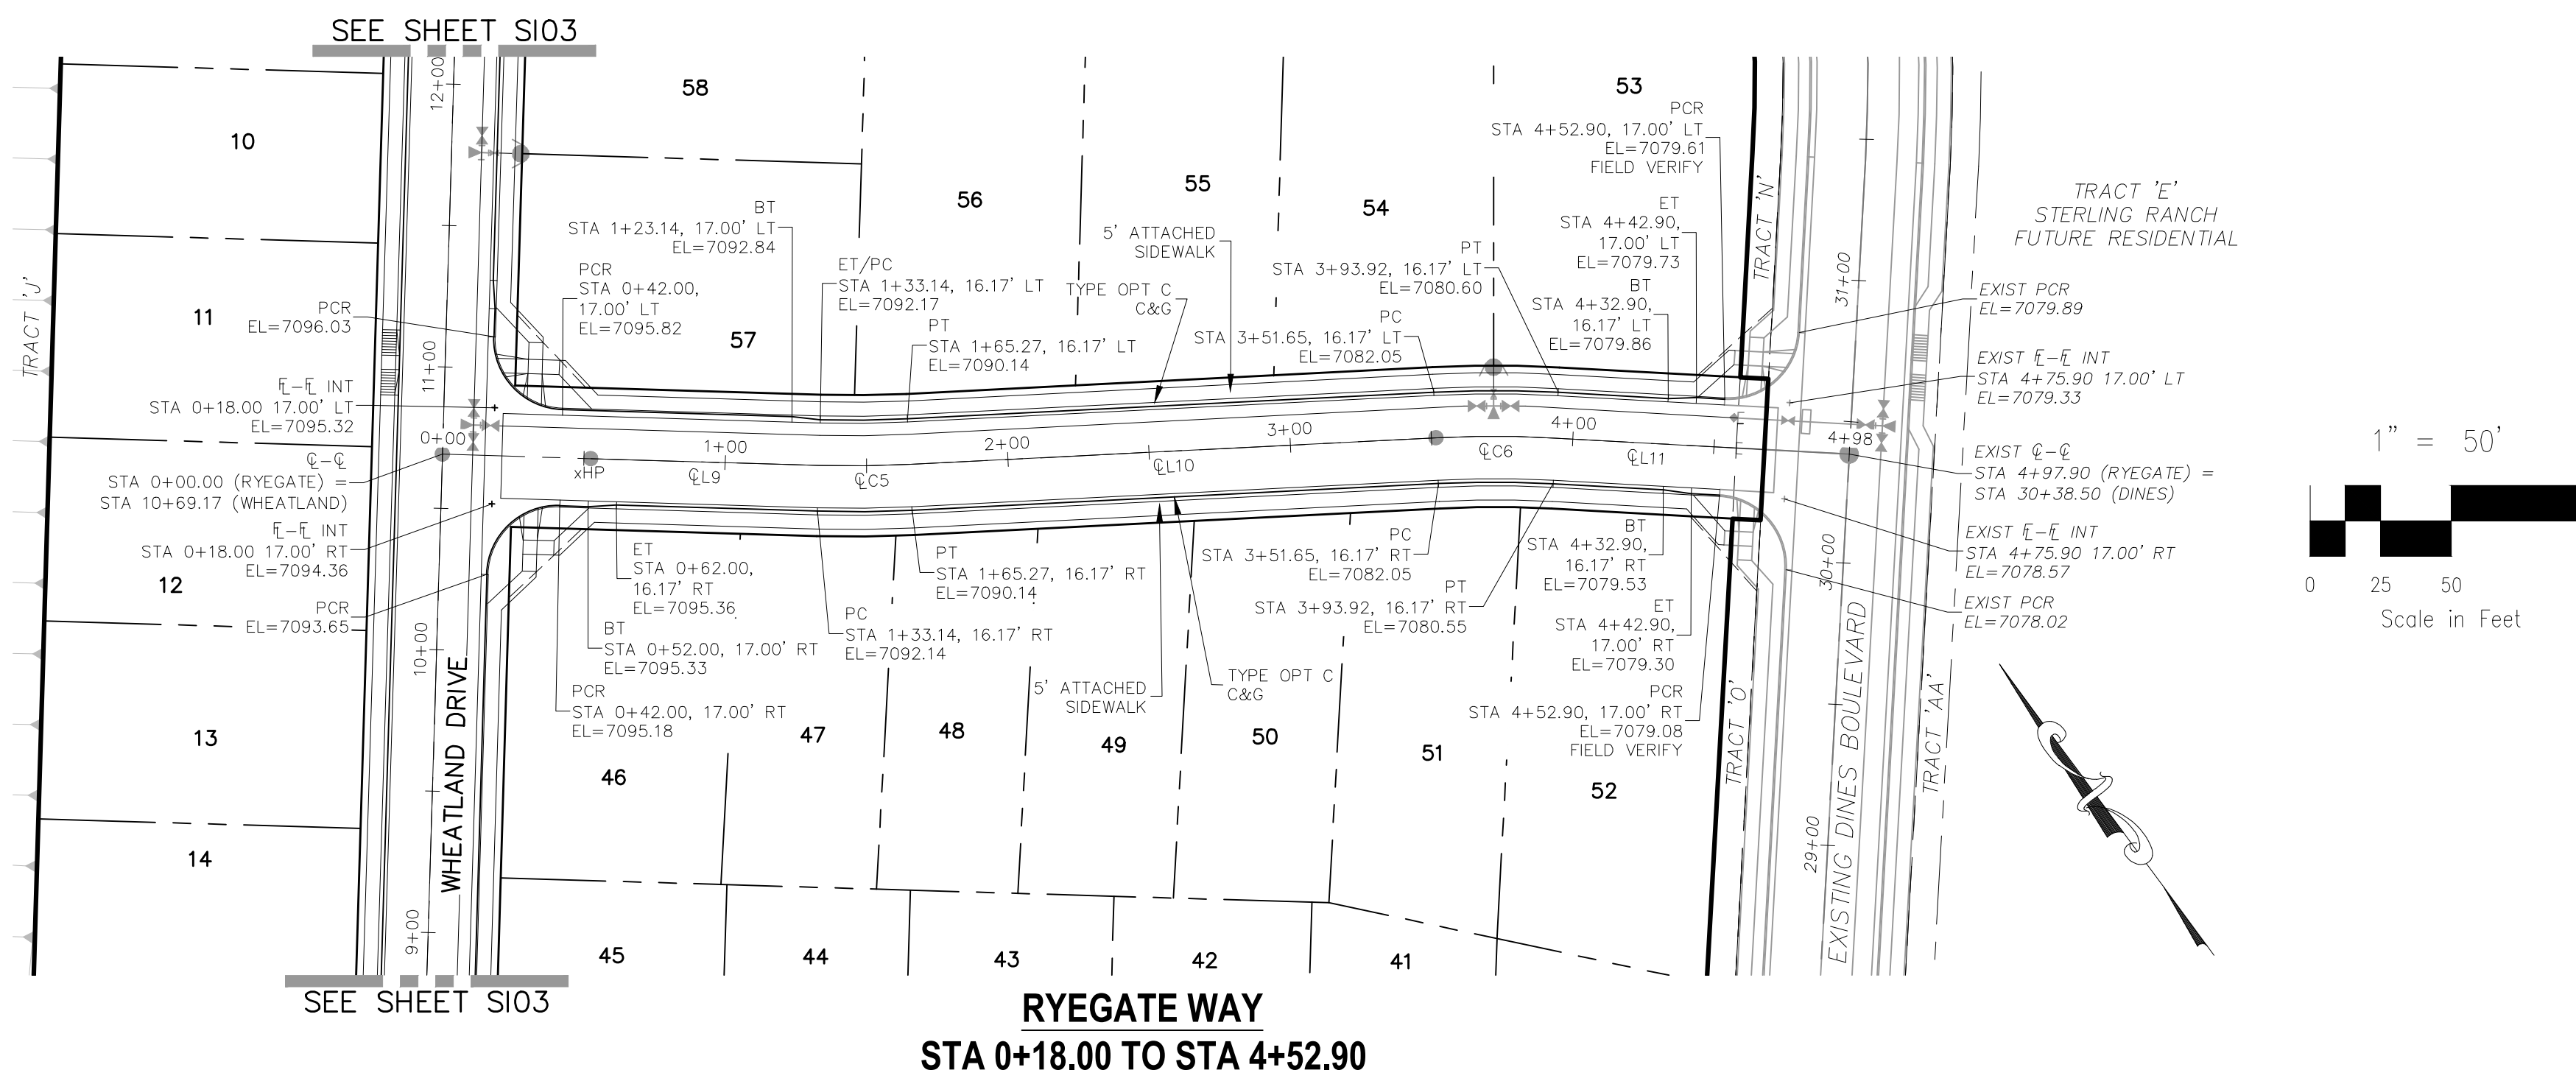 SEE SHEET SI03
12+00
58
53
PCR
STA 4+52.90, 17.00' LT
EL=7079.61
FIELD VERIFY
10
56
55
54
TRACT 'N'
TRACT 'E'
STERLING RANCH
FUTURE RESIDENTIAL
BT
STA 1+23.14, 17.00' LT
EL=7092.84
5' ATTACHED
SIDEWALK
ET
STA 4+42.90,
17.00' LT
EL=7079.73
PCR
STA 0+42.00,
17.00' LT
EL=7095.82
ET/PC
STA 1+33.14, 16.17' LT
EL=7092.17
TYPE OPT C
C&G
PT
STA 3+93.92, 16.17' LT
EL=7080.60
BT
STA 4+32.90,
16.17' LT
EL=7079.86
31+00
EXIST PCR
EL=7079.89
TRACT 'J'
11
PCR
EL=7096.03
57
PT
STA 1+65.27, 16.17' LT
EL=7090.14
PC
STA 3+51.65, 16.17' LT
EL=7082.05
11+00
FL-FL INT
STA 0+18.00 17.00' LT
EL=7095.32
EXIST FL-FL INT
STA 4+75.90 17.00' LT
EL=7079.33
0+00
1+00
2+00
3+00
4+00
4+98
CL-CL
STA 0+00.00 (RYEGATE) =
STA 10+69.17 (WHEATLAND)
xHP
CLL9
CLC5
CLL10
CLC6
CLL11
EXIST CL-CL
STA 4+97.90 (RYEGATE) =
STA 30+38.50 (DINES)
1" = 50'
0 25 50
Scale in Feet
FL-FL INT
STA 0+18.00 17.00' RT
EL=7094.36
12
PCR
EL=7093.65
ET
STA 0+62.00,
16.17' RT
EL=7095.36
BT
STA 0+52.00, 17.00' RT
EL=7095.33
PCR
STA 0+42.00, 17.00' RT
EL=7095.18
PC
STA 1+33.14, 16.17' RT
EL=7092.14
PT
STA 1+65.27, 16.17' RT
EL=7090.14
PC
STA 3+51.65, 16.17' RT
EL=7082.05
PT
STA 3+93.92, 16.17' RT
EL=7080.55
BT
STA 4+32.90,
16.17' RT
EL=7079.53
ET
STA 4+42.90,
17.00' RT
EL=7079.30
PCR
STA 4+52.90, 17.00' RT
EL=7079.08
FIELD VERIFY
30+00
EXIST FL-FL INT
STA 4+75.90 17.00' RT
EL=7078.57
EXIST PCR
EL=7078.02
10+00
5' ATTACHED
SIDEWALK
TYPE OPT C
C&G
13
46
47
48
49
50
51
52
TRACT 'O'
TRACT 'AA'
WHEATLAND DRIVE
EXISTING DINES BOULEVARD
29+00
14
9+00
45
44
43
42
41
SEE SHEET SI03
RYEGATE WAY
STA 0+18.00 TO STA 4+52.90